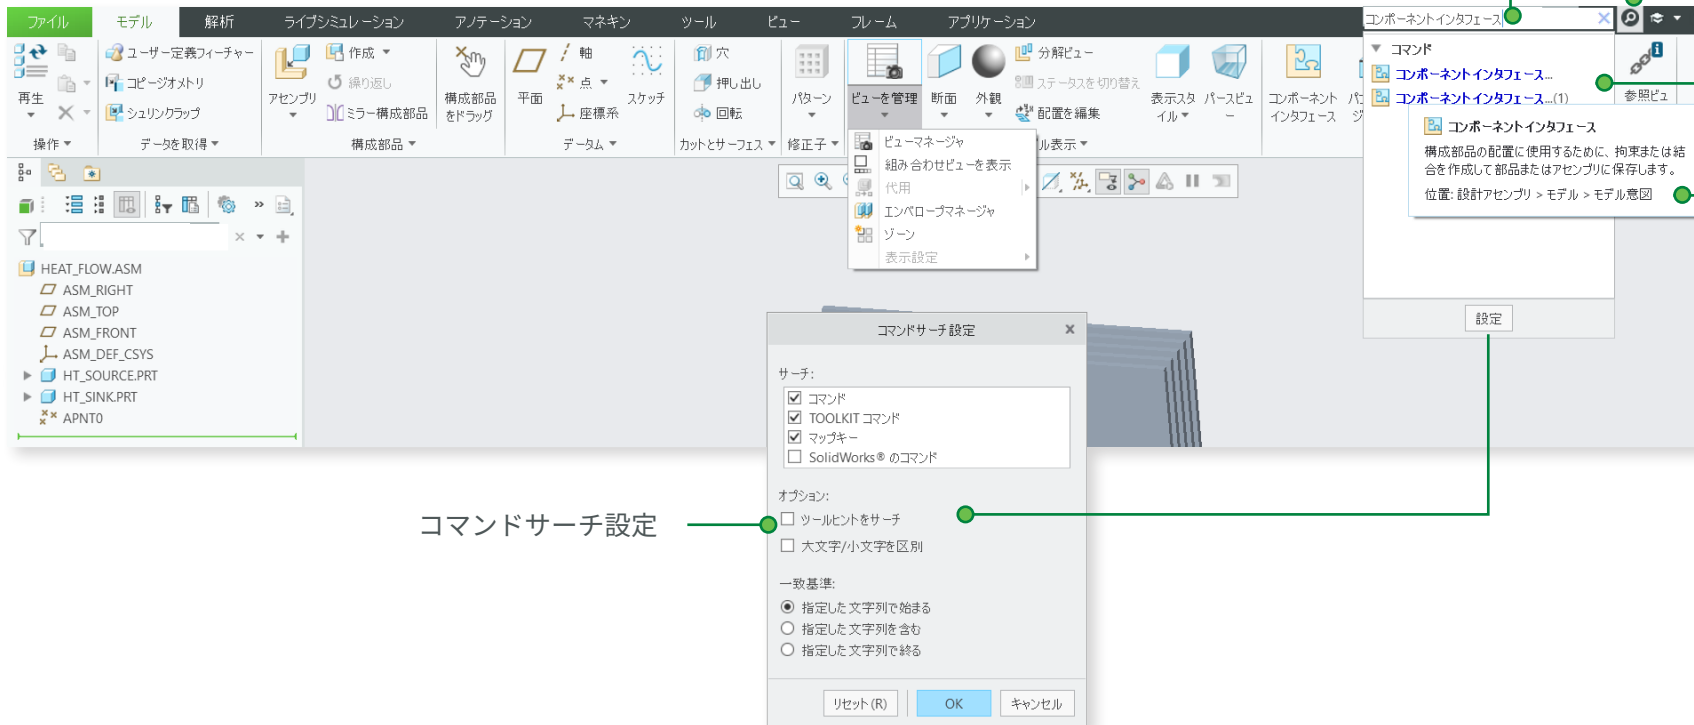 ファイル モデル 解析 ライブシミュレーション アノテーション マネキン ツール ビュー フレーム アプリケーション
コンポーネントインタフェース
再生
操作
ユーザー定義フィーチャー
コピージオメトリ
シュリンクラップ
データを取得
アセンブリ
作成
繰り返し
ミラー構成部品
構成部品
をドラッグ
構成部品
平面
軸
点
座標系
スケッチ
データム
穴
押し出し
回転
カットとサーフェス
パターン
修正子
ビューを管理
断面
外観
分解ビュー
ステータスを切り替え
配置を編集
表示スタ
イル
パースビュ
ー
ル表示
コンポーネント
インタフェース
参照ビュ
コマンド
コンポーネントインタフェース...
コンポーネントインタフェース...(1)
コンポーネントインタフェース
構成部品の配置に使用するために、拘束または結
合を作成して部品またはアセンブリに保存します。
位置: 設計アセンブリ > モデル > モデル意図
設定
ビューマネージャ
組み合わせビューを表示
代用
エンベロープマネージャ
ゾーン
表示設定
HEAT_FLOW.ASM
ASM_RIGHT
ASM_TOP
ASM_FRONT
ASM_DEF_CSYS
HT_SOURCE.PRT
HT_SINK.PRT
APNT0
コマンドサーチ設定
コマンドサーチ設定
サーチ:
コマンド
TOOLKIT コマンド
マップキー
SolidWorks® のコマンド
オプション:
ツールヒントをサーチ
大文字/小文字を区別
一致基準:
指定した文字列で始まる
指定した文字列を含む
指定した文字列で終る
リセット(R) OK キャンセル